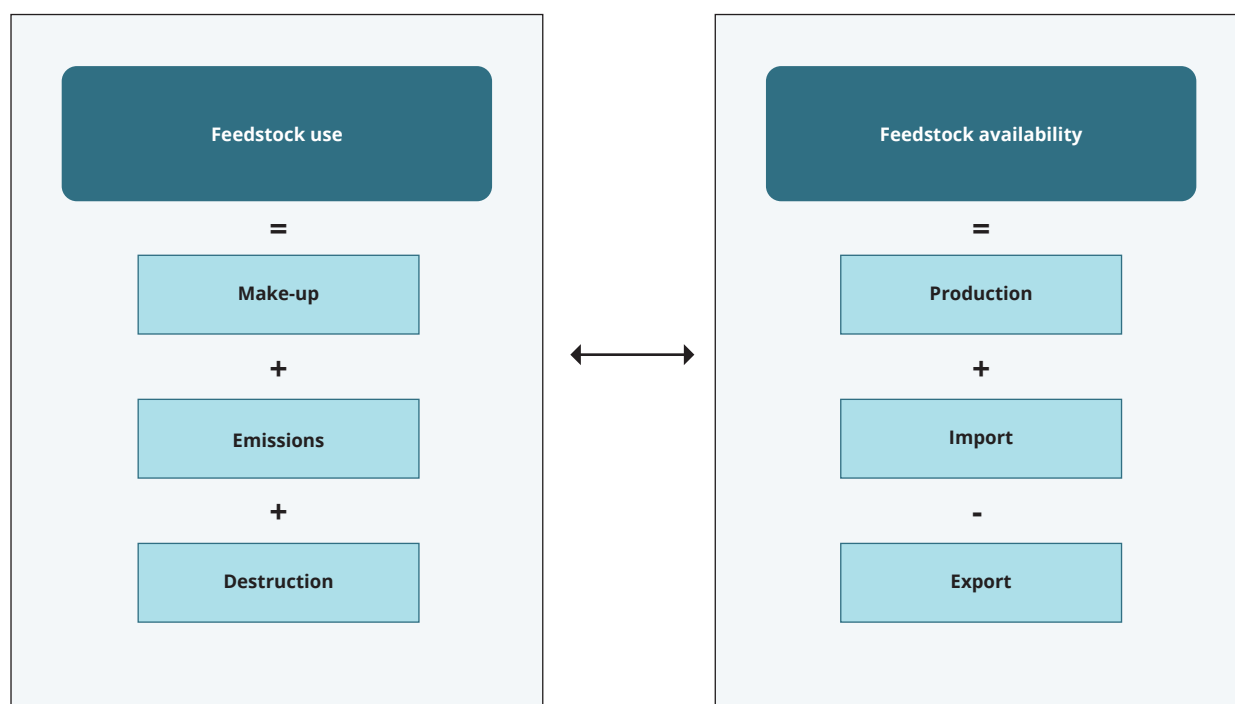 Feedstock use
=
Make-up
+
Emissions
+
Destruction
Feedstock availability
=
Production
+
Import
-
Export